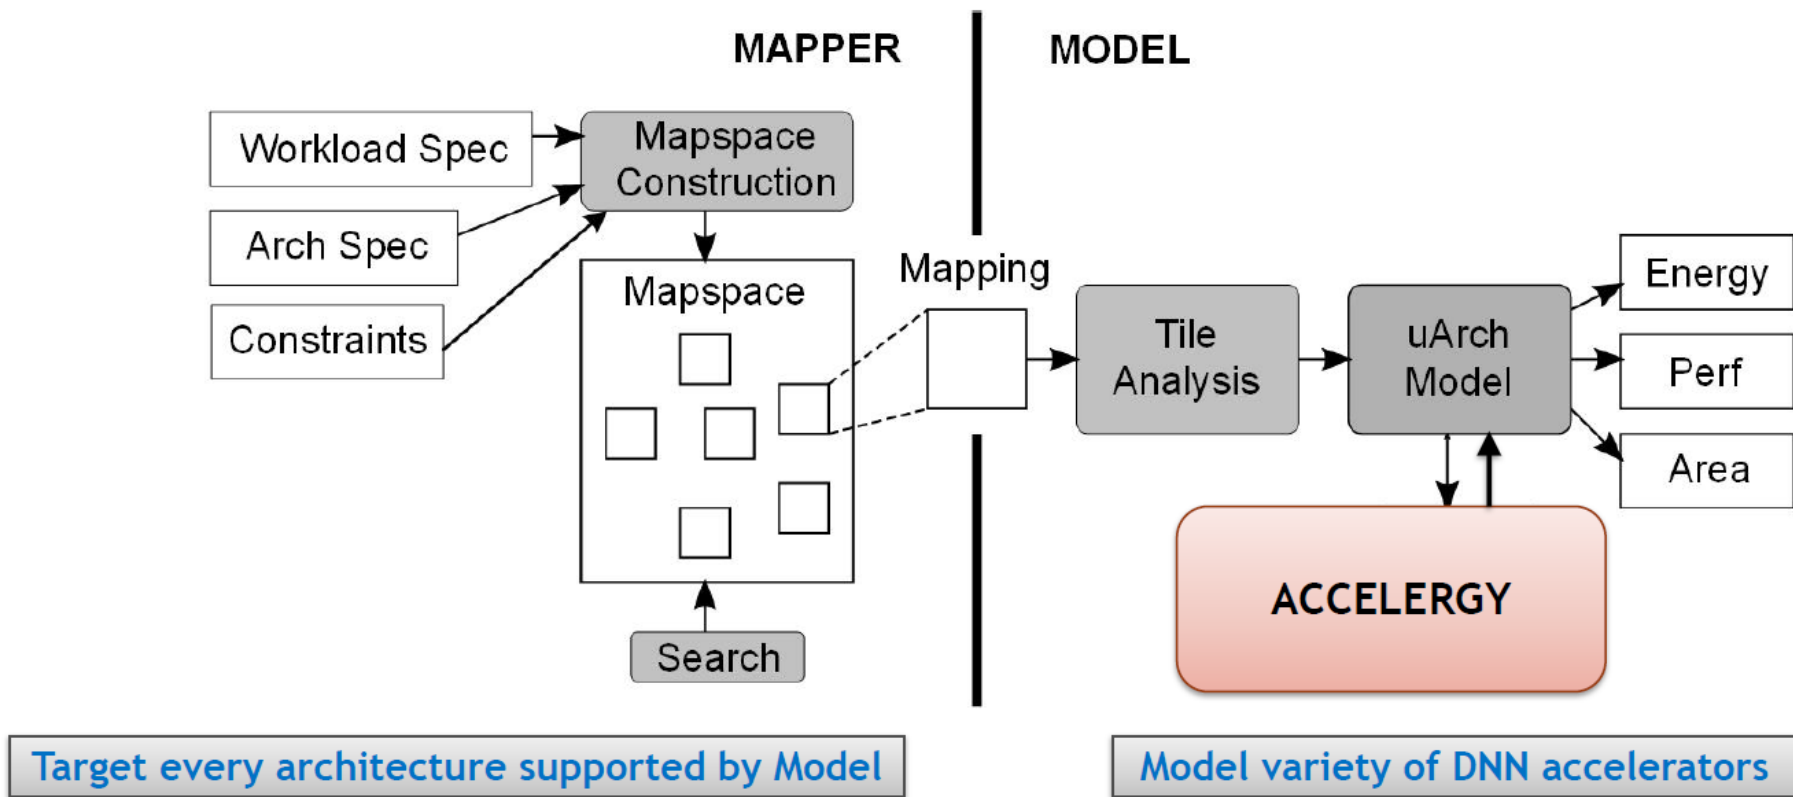 MAPPER
MODEL
Workload Spec
Arch Spec
Constraints
Mapspace
Construction
Mapspace
Search
Mapping
Tile
Analysis
uArch
Model
Energy
Perf
Area
ACCELERGY
Target every architecture supported by Model
Model variety of DNN accelerators